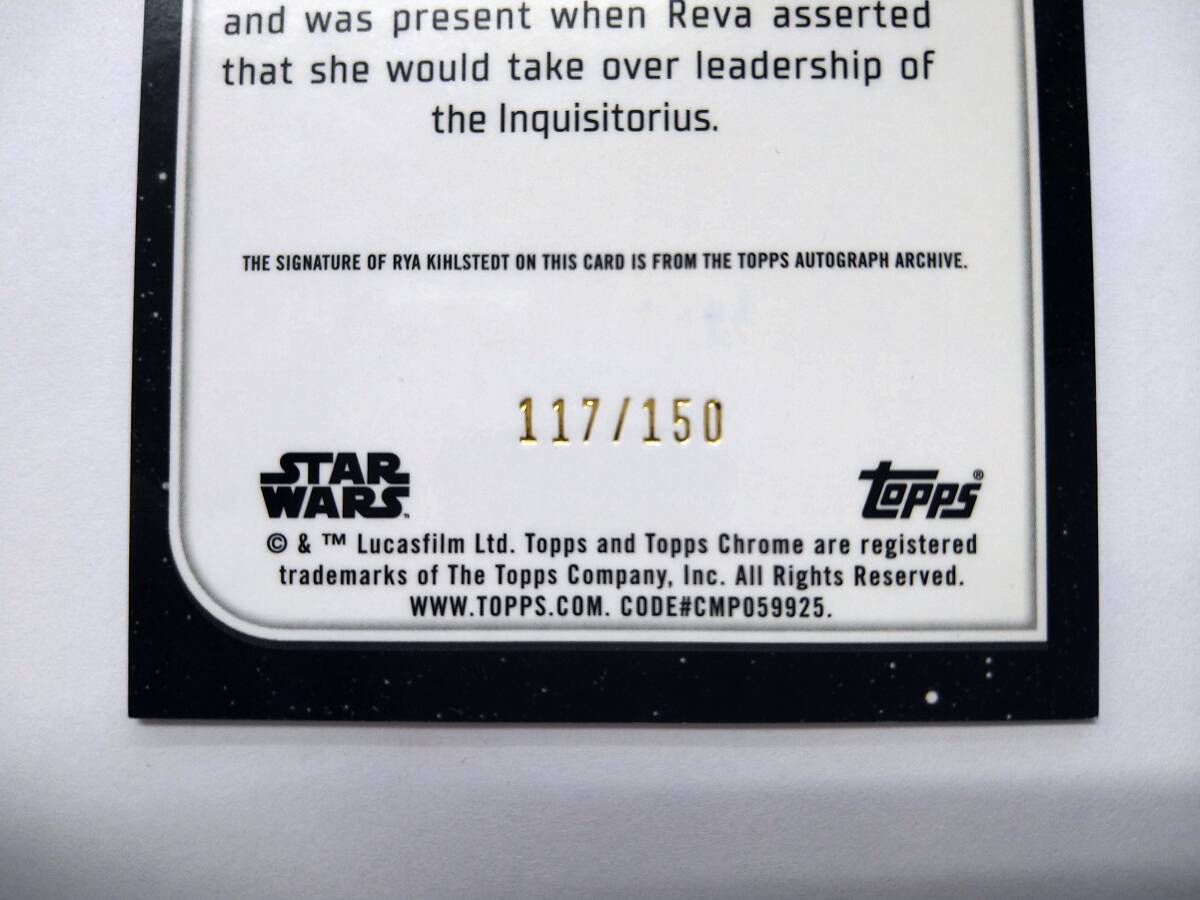 and was present when Reva asserted
that she would take over leadership of
the Inquisitorius.
THE SIGNATURE OF RYA KIHLSTEDT ON THIS CARD IS FROM THE TOPPS AUTOGRAPH ARCHIVE.
117/150
STAR
WARS™
topps®
© & ™ Lucasfilm Ltd. Topps and Topps Chrome are registered
trademarks of The Topps Company, Inc. All Rights Reserved.
WWW.TOPPS.COM. CODE#CMP059925.